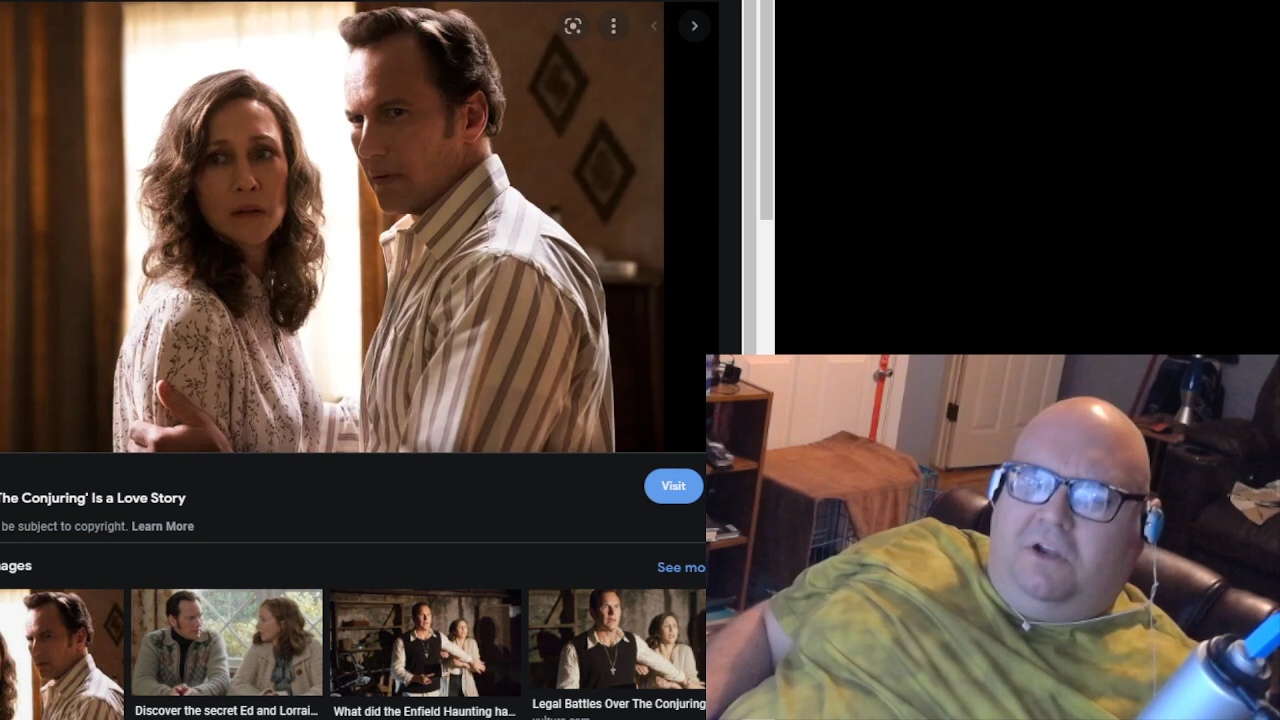 The Conjuring' Is a Love Story
Visit
be subject to copyright. Learn More
ages
See mo
Discover the secret Ed and Lorrai...
What did the Enfield Haunting ha...
Legal Battles Over The Conjuring